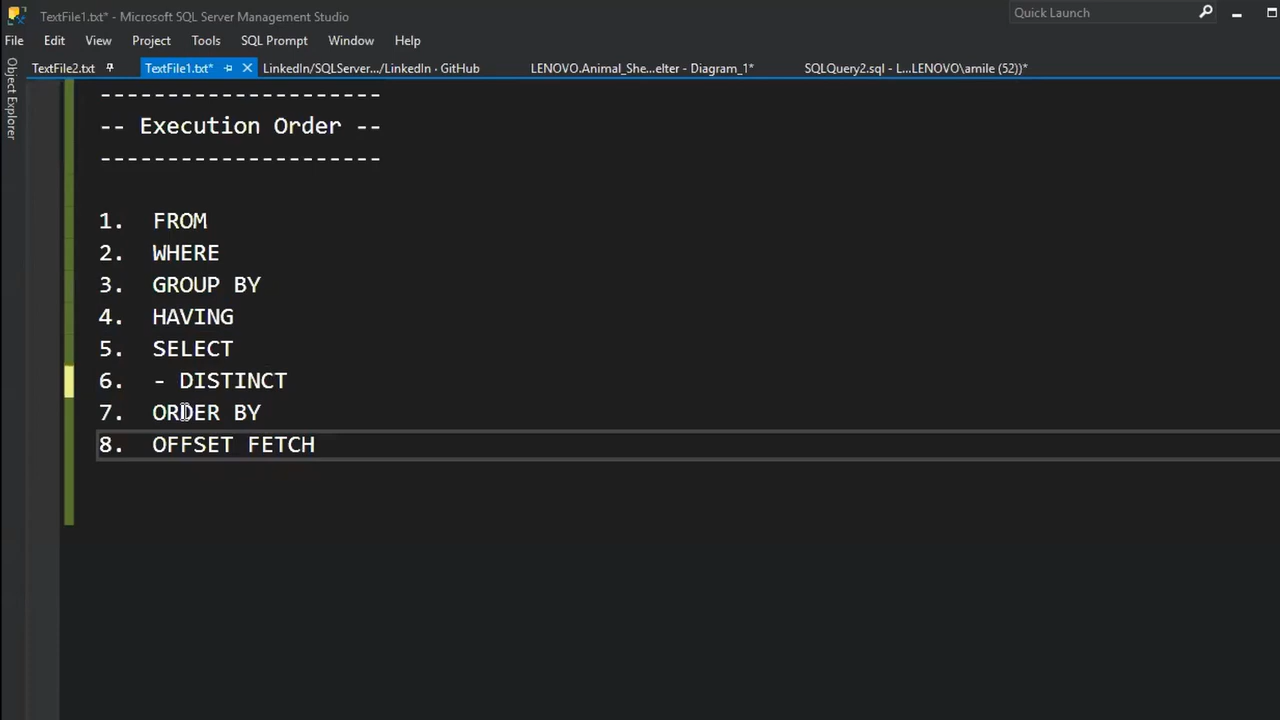 TextFile1.txt* - Microsoft SQL Server Management Studio
Quick Launch
File Edit View Project Tools SQL Prompt Window Help
TextFile2.txt TextFile1.txt* LinkedIn/SQLServer.../LinkedIn · GitHub LENOVO.Animal_She...elter - Diagram_1* SQLQuery2.sql - L...LENOVO\amile (52))*
Object Explorer
---------------------
-- Execution Order --
---------------------
1. FROM
2. WHERE
3. GROUP BY
4. HAVING
5. SELECT
6. - DISTINCT
7. ORDER BY
8. OFFSET FETCH